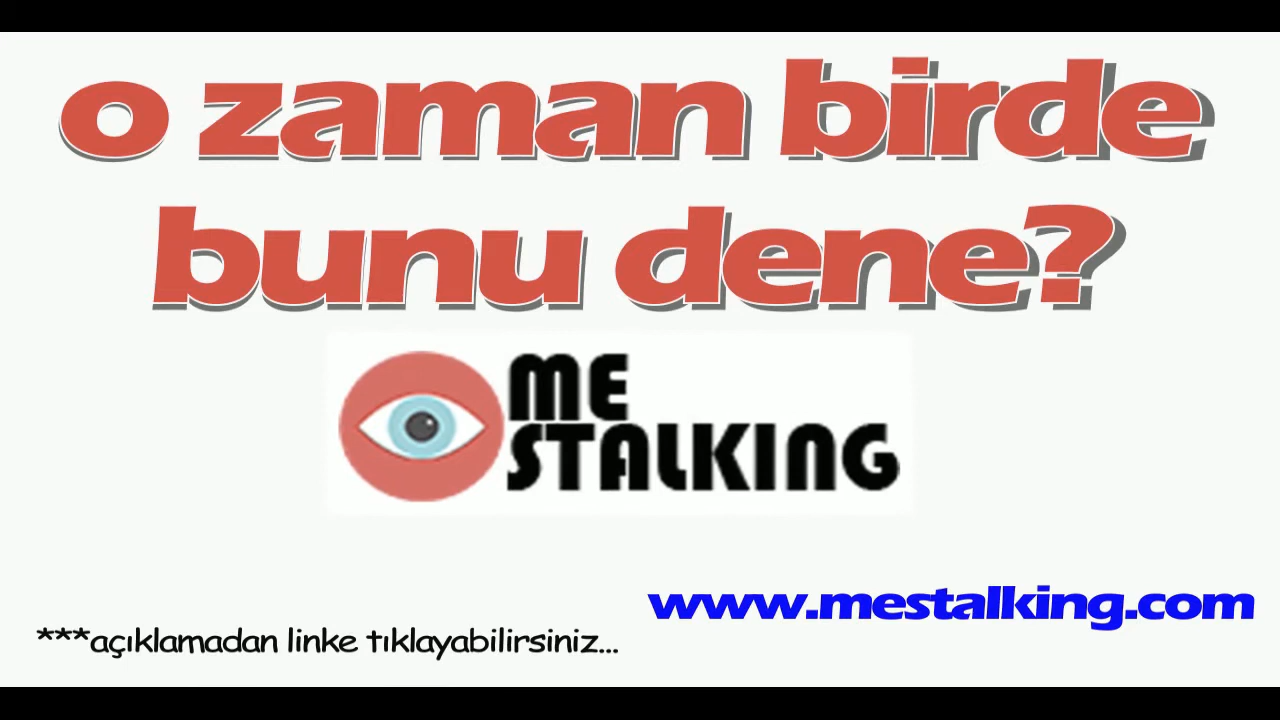 o zaman birde
bunu dene?
ME
STALKING
www.mestalking.com
***açıklamadan linke tıklayabilirsiniz...